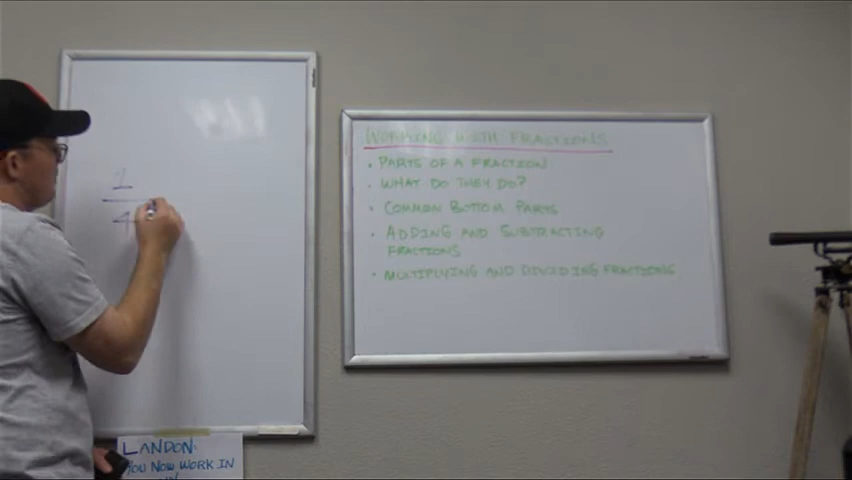 1
4
WORKING WITH FRACTIONS
• PARTS OF A FRACTION
• WHAT DO THEY DO?
• COMMON BOTTOM PARTS
• ADDING AND SUBTRACTING
FRACTIONS
• MULTIPLYING AND DIVIDING FRACTIONS
LANDON:
YOU NOW WORK IN